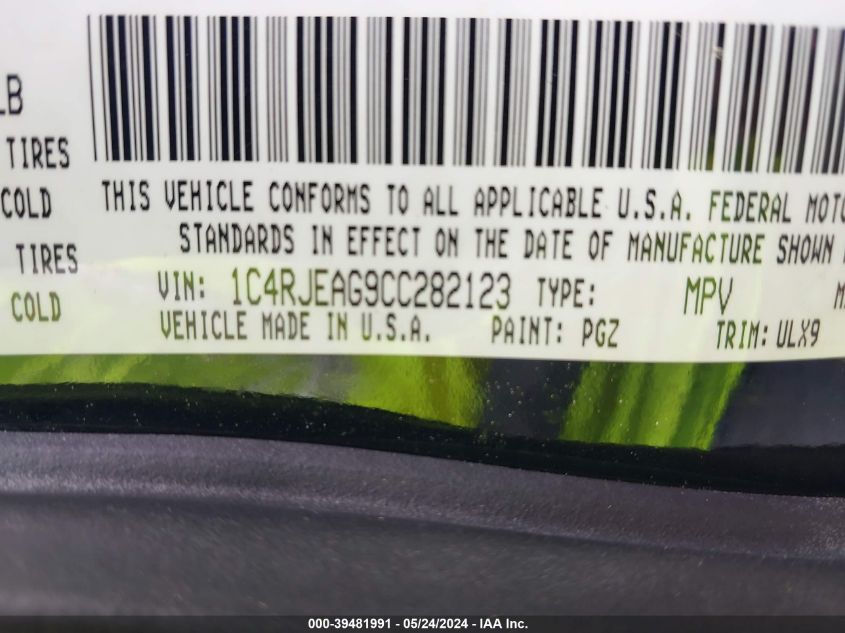 LB
TIRES
COLD
TIRES
COLD
THIS VEHICLE CONFORMS TO ALL APPLICABLE U.S.A. FEDERAL MOTO
STANDARDS IN EFFECT ON THE DATE OF MANUFACTURE SHOWN
VIN: 1C4RJEAG9CC282123 TYPE: MPV
VEHICLE MADE IN U.S.A. PAINT: PGZ TRIM: ULX9
000-39481991 - 05/24/2024 - IAA Inc.